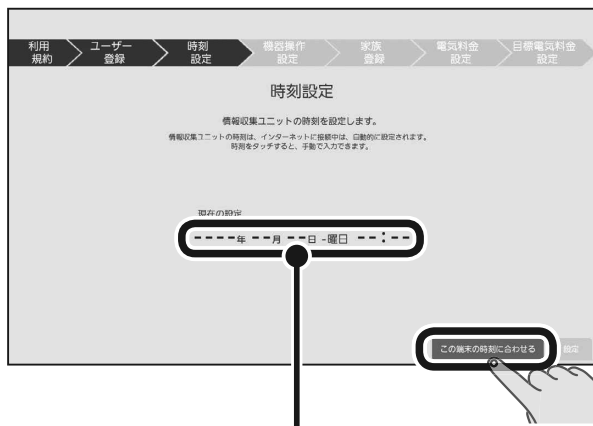 利用
規約
ユーザー
登録
時刻
設定
機器操作
設定
家族
登録
電気料金
設定
目標電気料金
設定
時刻設定
情報収集ユニットの時刻を設定します。
情報収集ユニットの時刻は、インターネットに接続中は、自動的に設定されます。
時刻をタッチすると、手動で入力できます。
現在の設定
----年 --月 --日 -曜日 --:--
この端末の時刻に合わせる
設定